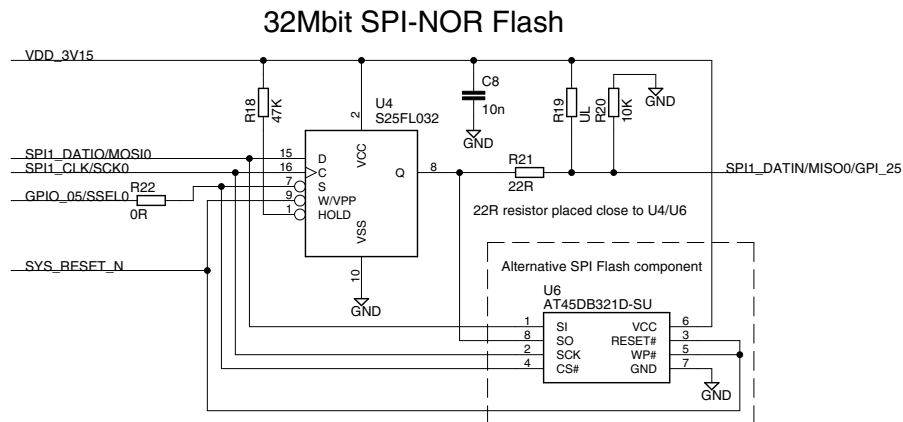 32Mbit SPI-NOR Flash
VDD_3V15
R18
47K
U4
S25FL032
C8
10n
GND
R19
UL
R20
10K
GND
2
VCC
SPI1_DATIO/MOSI0
15
D
SPI1_CLK/SCK0
16
C
Q
8
R21
22R
SPI1_DATIN/MISO0/GPI_25
7
S
GPIO_05/SSEL0
R22
0R
9
W/VPP
1
HOLD
VSS
10
GND
22R resistor placed close to U4/U6
SYS_RESET_N
Alternative SPI Flash component
U6
AT45DB321D-SU
1
SI
VCC
6
8
SO
RESET#
3
2
SCK
WP#
5
4
CS#
GND
7
GND